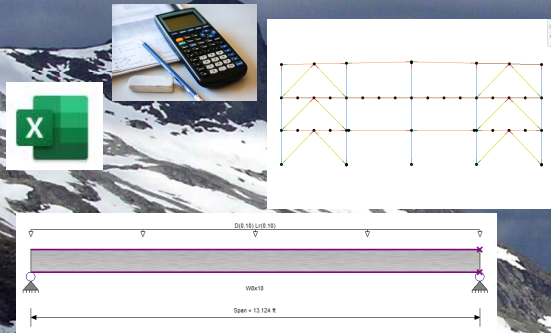 X
D(0.10) Lr(0.10)
W8x10
Span = 13.124 ft